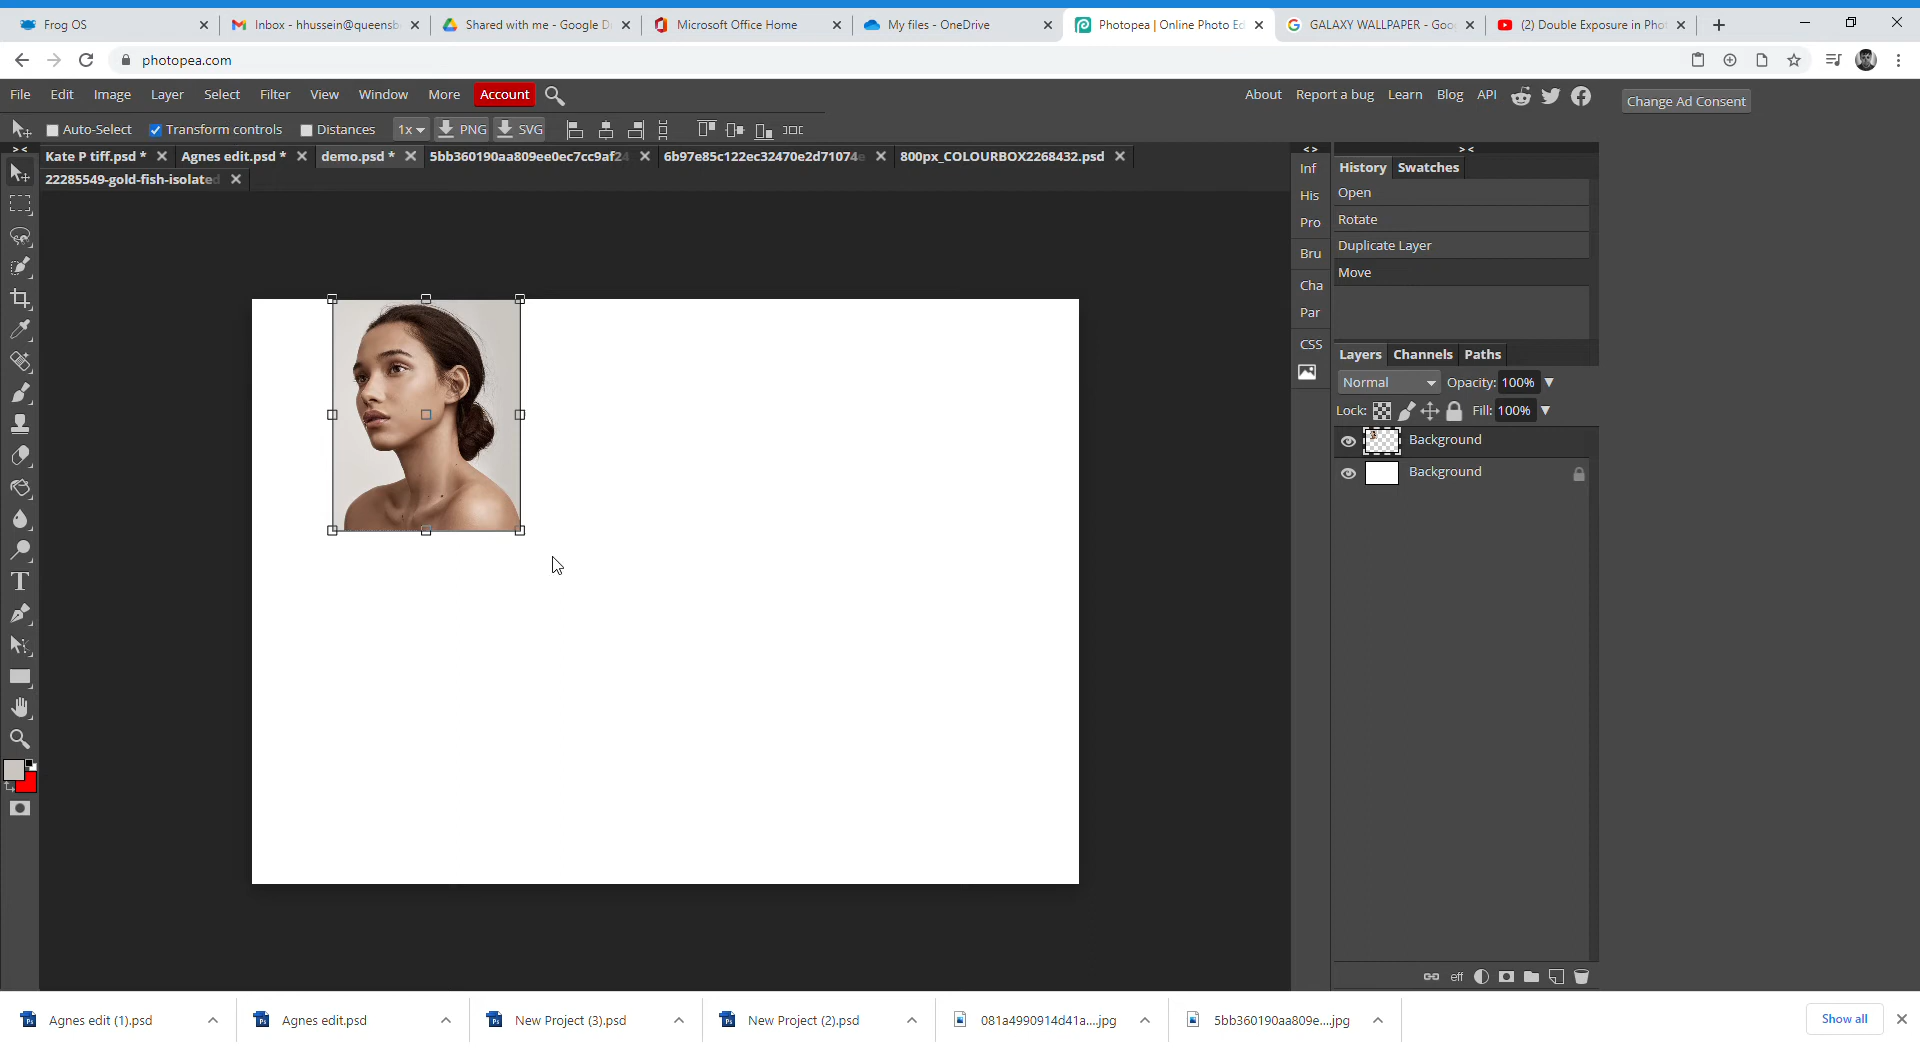 Frog OS
Inbox - hhussein@queensb
Shared with me - Google D
Microsoft Office Home
My files - OneDrive
Photopea | Online Photo Ed
GALAXY WALLPAPER - Goo
(2) Double Exposure in Phot
photopea.com
File Edit Image Layer Select Filter View Window More Account
About Report a bug Learn Blog API
Change Ad Consent
Auto-Select Transform controls Distances 1x PNG SVG
Kate P tiff.psd * Agnes edit.psd * demo.psd * 5bb360190aa809ee0ec7cc9af24 6b97e85c122ec32470e2d71074e 800px_COLOURBOX2268432.psd
22285549-gold-fish-isolated
Inf
His
Pro
Bru
Cha
Par
CSS
History Swatches
Open
Rotate
Duplicate Layer
Move
Layers Channels Paths
Normal Opacity: 100%
Lock: Fill: 100%
Background
Background
eff
T
Agnes edit (1).psd
Agnes edit.psd
New Project (3).psd
New Project (2).psd
081a4990914d41a....jpg
5bb360190aa809e....jpg
Show all